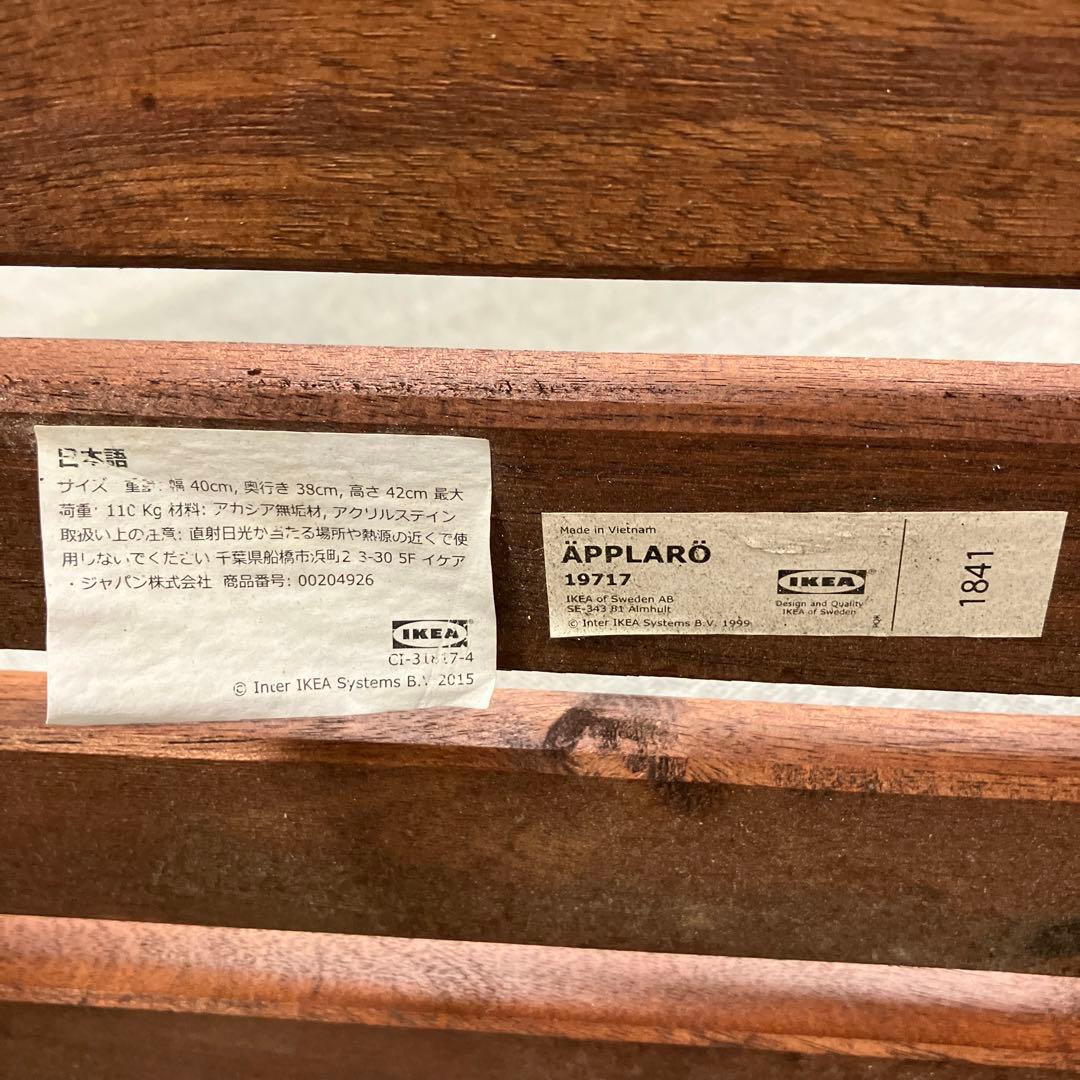 日本語
サイズ 重量: 幅 40cm, 奥行き 38cm, 高さ 42cm 最大
荷重: 110 Kg 材料: アカシア無垢材, アクリルステイン
取扱い上の注意: 直射日光が当たる場所や熱源の近くで使
用しないでください 千葉県船橋市浜町2-3-30 5F イケア
・ジャパン株式会社 商品番号: 00204926
IKEA
CI-31817-4
© Inter IKEA Systems B.V. 2015
Made in Vietnam
ÄPPLARÖ
19717
IKEA of Sweden AB
SE-343 81 Älmhult
© Inter IKEA Systems B.V. 1999
IKEA
Design and Quality
IKEA of Sweden
1841